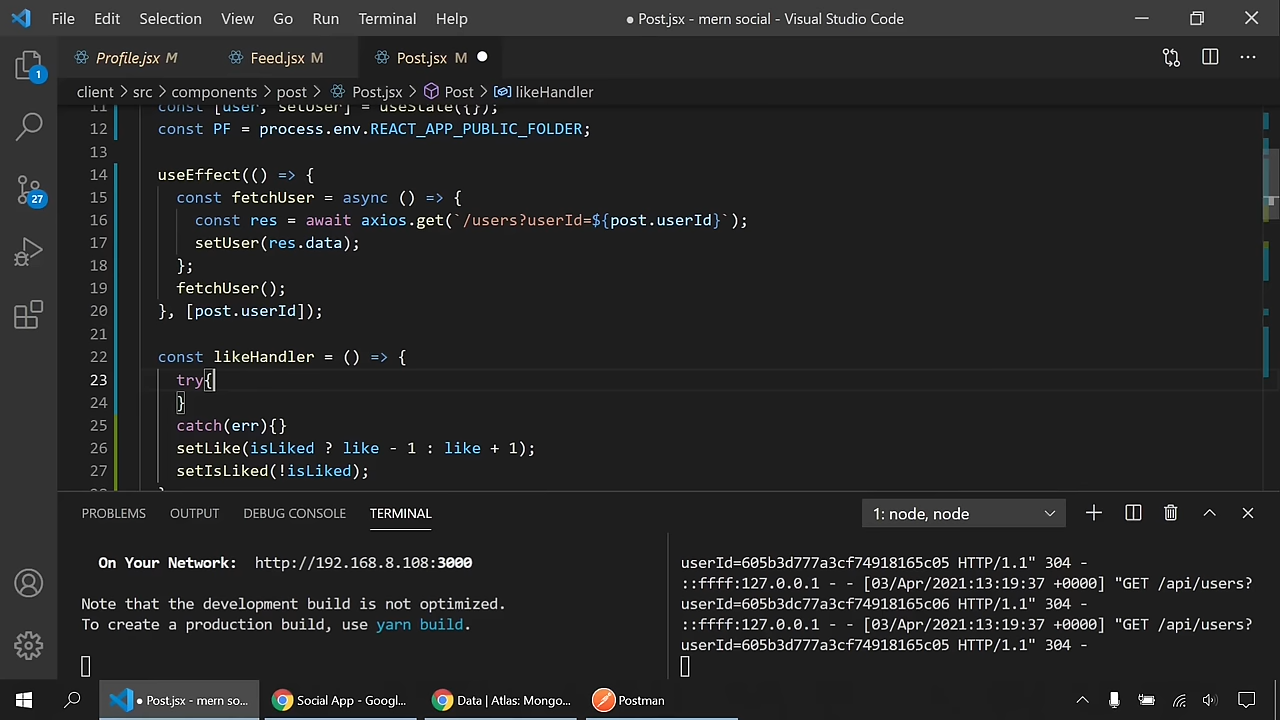 File Edit Selection View Go Run Terminal Help ● Post.jsx - mern social - Visual Studio Code
Profile.jsx M Feed.jsx M Post.jsx M ●
client > src > components > post > Post.jsx > Post > likeHandler
1
27
11 const [user, setUser] = useState({});
12 const PF = process.env.REACT_APP_PUBLIC_FOLDER;
13
14 useEffect(() => {
15 const fetchUser = async () => {
16 const res = await axios.get(`/users?userId=${post.userId}`);
17 setUser(res.data);
18 };
19 fetchUser();
20 }, [post.userId]);
21
22 const likeHandler = () => {
23 try{
24 }
25 catch(err){}
26 setLike(isLiked ? like - 1 : like + 1);
27 setIsLiked(!isLiked);
PROBLEMS OUTPUT DEBUG CONSOLE TERMINAL 1: node, node
On Your Network: http://192.168.8.108:3000
Note that the development build is not optimized.
To create a production build, use yarn build.
userId=605b3d777a3cf74918165c05 HTTP/1.1" 304 -
::ffff:127.0.0.1 - - [03/Apr/2021:13:19:37 +0000] "GET /api/users?
userId=605b3dc77a3cf74918165c06 HTTP/1.1" 304 -
::ffff:127.0.0.1 - - [03/Apr/2021:13:19:37 +0000] "GET /api/users?
userId=605b3d777a3cf74918165c05 HTTP/1.1" 304 -
● Post.jsx - mern so... Social App - Googl... Data | Atlas: Mongo... Postman